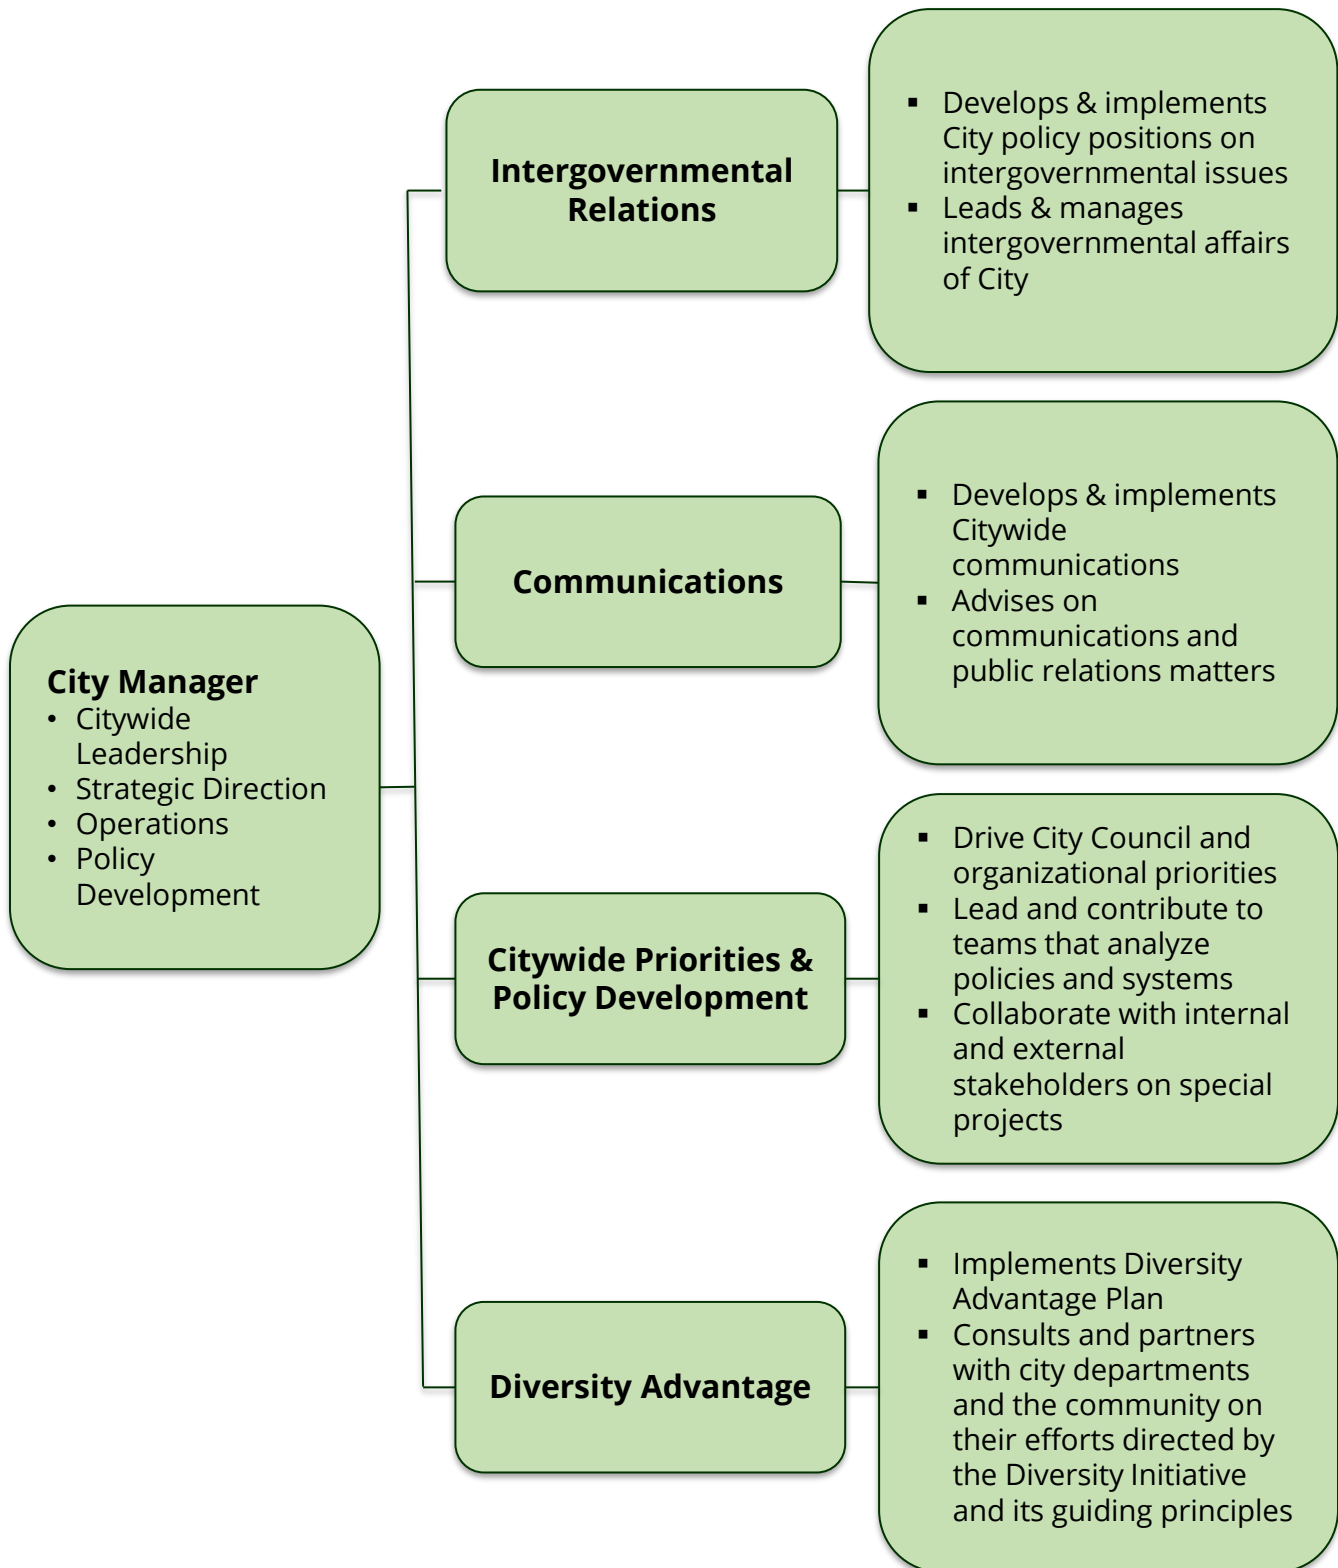 Intergovernmental
Relations
▪ Develops & implements
City policy positions on
intergovernmental issues
▪ Leads & manages
intergovernmental affairs
of City
Communications
▪ Develops & implements
Citywide
communications
▪ Advises on
communications and
public relations matters
City Manager
• Citywide
Leadership
• Strategic Direction
• Operations
• Policy
Development
Citywide Priorities &
Policy Development
▪ Drive City Council and
organizational priorities
▪ Lead and contribute to
teams that analyze
policies and systems
▪ Collaborate with internal
and external
stakeholders on special
projects
Diversity Advantage
▪ Implements Diversity
Advantage Plan
▪ Consults and partners
with city departments
and the community on
their efforts directed by
the Diversity Initiative
and its guiding principles